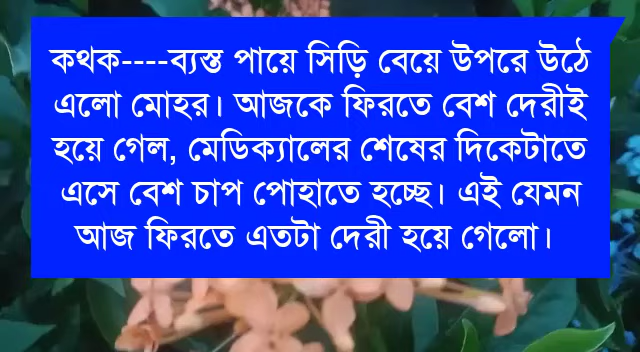 কথক----ব্যস্ত পায়ে সিড়ি বেয়ে উপরে উঠে
এলো মোহর। আজকে ফিরতে বেশ দেরীই
হয়ে গেল, মেডিক্যালের শেষের দিকেটাতে
এসে বেশ চাপ পোহাতে হচ্ছে। এই যেমন
আজ ফিরতে এতটা দেরী হয়ে গেলো।